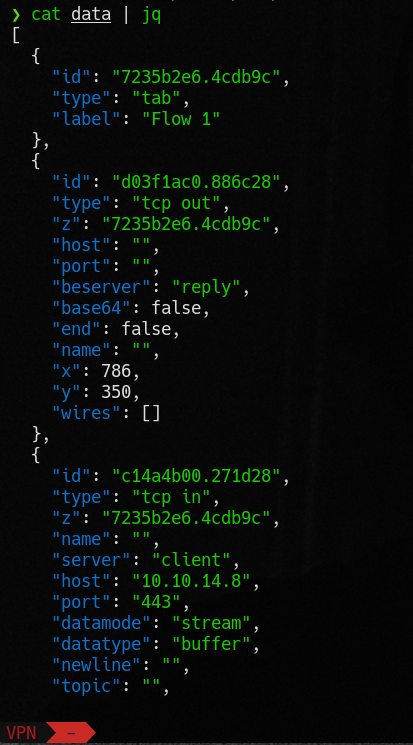 ❯ cat data | jq
[
  {
    "id": "7235b2e6.4cdb9c",
    "type": "tab",
    "label": "Flow 1"
  },
  {
    "id": "d03f1ac0.886c28",
    "type": "tcp out",
    "z": "7235b2e6.4cdb9c",
    "host": "",
    "port": "",
    "beserver": "reply",
    "base64": false,
    "end": false,
    "name": "",
    "x": 786,
    "y": 350,
    "wires": []
  },
  {
    "id": "c14a4b00.271d28",
    "type": "tcp in",
    "z": "7235b2e6.4cdb9c",
    "name": "",
    "server": "client",
    "host": "10.10.14.8",
    "port": "443",
    "datamode": "stream",
    "datatype": "buffer",
    "newline": "",
    "topic": "",
VPN –